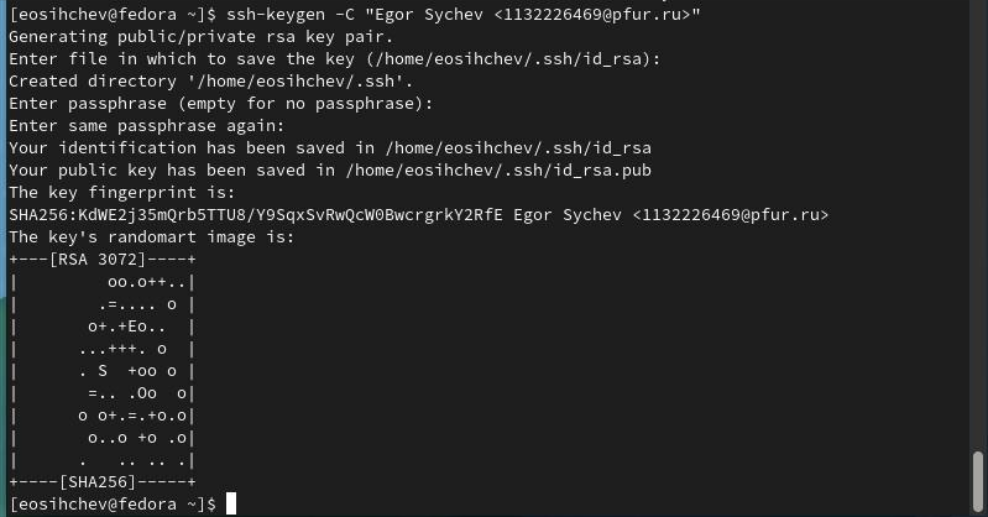 [eosihchev@fedora ~]$ ssh-keygen -C "Egor Sychev <1132226469@pfur.ru>"
Generating public/private rsa key pair.
Enter file in which to save the key (/home/eosihchev/.ssh/id_rsa):
Created directory '/home/eosihchev/.ssh'.
Enter passphrase (empty for no passphrase):
Enter same passphrase again:
Your identification has been saved in /home/eosihchev/.ssh/id_rsa
Your public key has been saved in /home/eosihchev/.ssh/id_rsa.pub
The key fingerprint is:
SHA256:KdWE2j35mQrb5TTU8/Y9SqxSvRwQcW0BwcrgrkY2RfE Egor Sychev <1132226469@pfur.ru>
The key's randomart image is:
+---[RSA 3072]----+
|         oo.o++..|
|        .=.... o |
|       o+.+Eo..  |
|      ...+++. o  |
|      . S  +oo o |
|       =.. .Oo  o|
|      o o+.=.+o.o|
|       o..o +o .o|
|      .   .. .. .|
+----[SHA256]-----+
[eosihchev@fedora ~]$